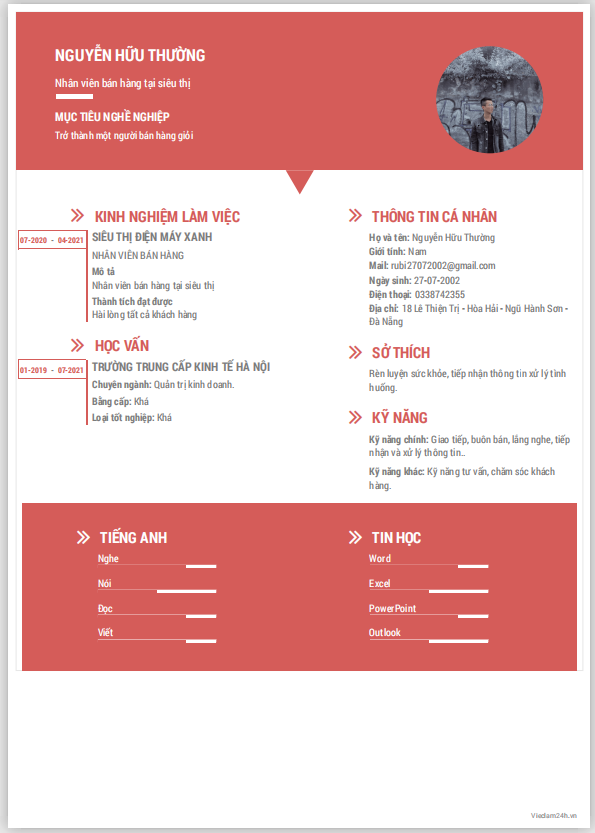 NGUYỄN HỮU THƯỜNG
Nhân viên bán hàng tại siêu thị
MỤC TIÊU NGHỀ NGHIỆP
Trở thành một người bán hàng giỏi
KINH NGHIỆM LÀM VIỆC
07-2020 - 04-2021
SIÊU THỊ ĐIỆN MÁY XANH
NHÂN VIÊN BÁN HÀNG
Mô tả
Nhân viên bán hàng tại siêu thị
Thành tích đạt được
Hài lòng tất cả khách hàng
HỌC VẤN
01-2019 - 07-2021
TRƯỜNG TRUNG CẤP KINH TẾ HÀ NỘI
Chuyên ngành: Quản trị kinh doanh.
Bằng cấp: Khá
Loại tốt nghiệp: Khá
THÔNG TIN CÁ NHÂN
Họ và tên: Nguyễn Hữu Thường
Giới tính: Nam
Mail: rubi27072002@gmail.com
Ngày sinh: 27-07-2002
Điện thoại: 0338742355
Địa chỉ: 18 Lê Thiện Trị - Hòa Hải - Ngũ Hành Sơn -
Đà Nẵng
SỞ THÍCH
Rèn luyện sức khỏe, tiếp nhận thông tin xử lý tình
huống.
KỸ NĂNG
Kỹ năng chính: Giao tiếp, buôn bán, lắng nghe, tiếp
nhận và xử lý thông tin..
Kỹ năng khác: Kỹ năng tư vấn, chăm sóc khách
hàng.
TIẾNG ANH
Nghe
Nói
Đọc
Viết
TIN HỌC
Word
Excel
PowerPoint
Outlook
Vieclam24h.vn